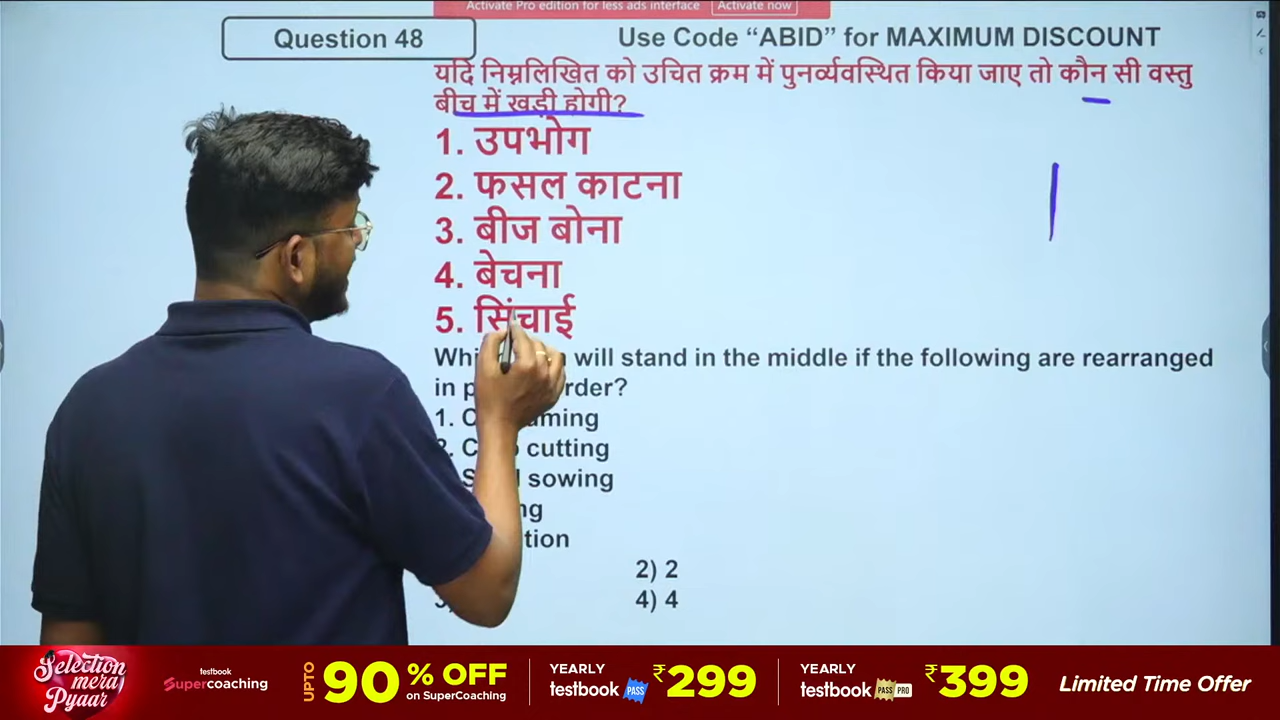 Activate Pro edition for less ads interface Activate now
Question 48
Use Code “ABID” for MAXIMUM DISCOUNT
यदि निम्नलिखित को उचित क्रम में पुनर्व्यवस्थित किया जाए तो कौन सी वस्तु
बीच में खड़ी होगी?
1. उपभोग
2. फसल काटना
3. बीज बोना
4. बेचना
5. सिंचाई
will stand in the middle if the following are rearranged
in
1.
cutting
sowing
2) 2
4) 4
Selection
mera
Pyaar
testbook
Supercoaching
UPTO 90% OFF
on SuperCoaching
YEARLY
testbook PASS
₹299
YEARLY
testbook PASS PRO
₹399
Limited Time Offer